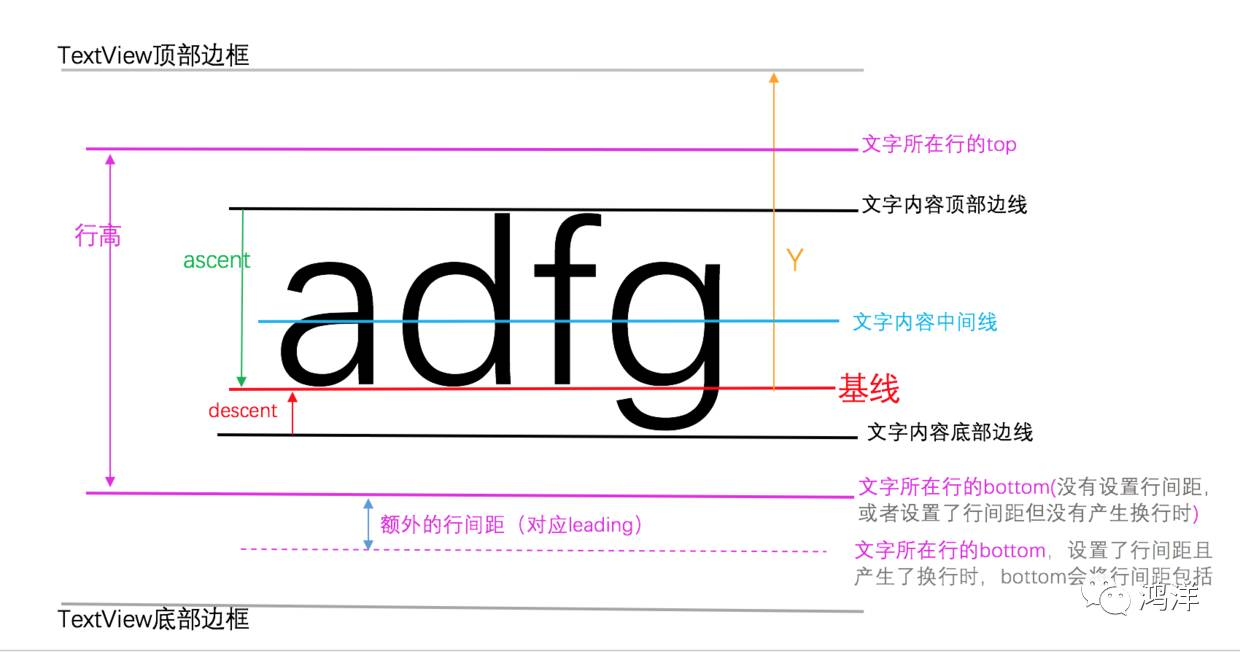 TextView顶部边框
文字所在行的top
文字内容顶部边线
行高
ascent
Y
adfg
文字内容中间线
基线
descent
文字内容底部边线
文字所在行的bottom(没有设置行间距,
或者设置了行间距但没有产生换行时)
额外的行间距（对应leading）
文字所在行的bottom，设置了行间距且
产生了换行时，bottom会将行间距包括
鸿洋
TextView底部边框